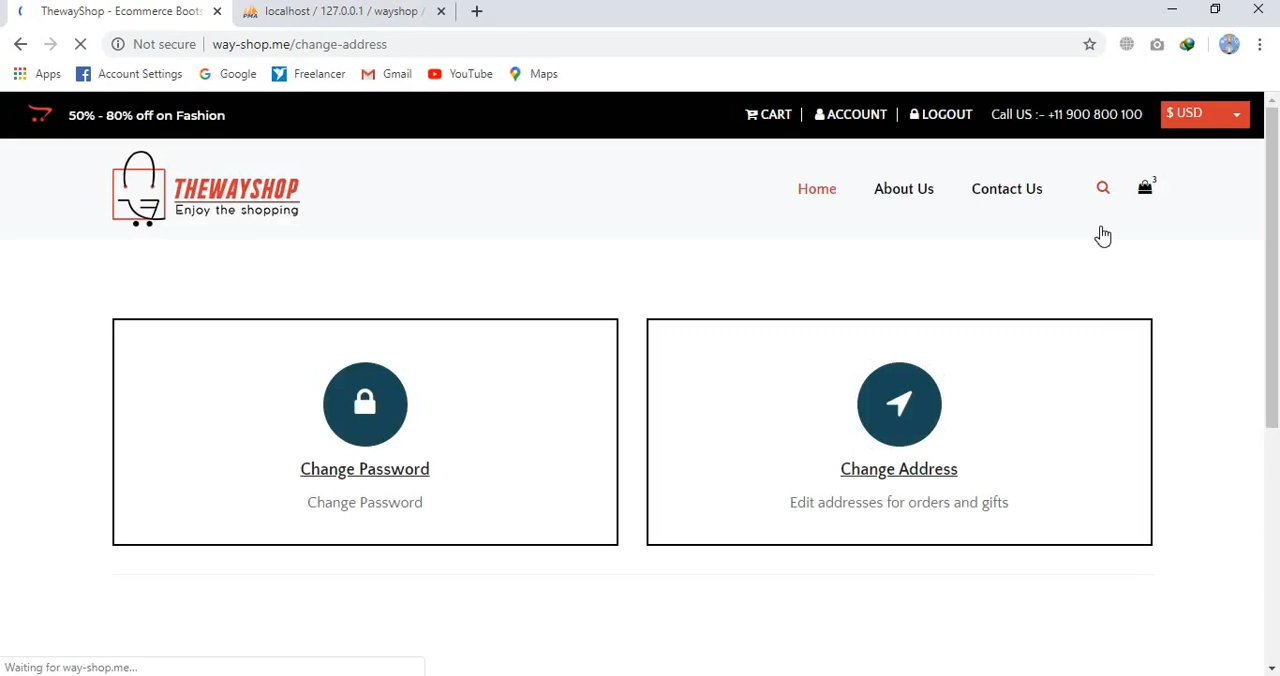 ThewayShop - Ecommerce Boots
localhost / 127.0.0.1 / wayshop /
Not secure
way-shop.me/change-address
Apps
Account Settings
Google
Freelancer
Gmail
YouTube
Maps
50% - 80% off on Fashion
CART
ACCOUNT
LOGOUT
Call US :- +11 900 800 100
$ USD
THEWAYSHOP
Enjoy the shopping
Home
About Us
Contact Us
3
Change Password
Change Password
Change Address
Edit addresses for orders and gifts
Waiting for way-shop.me...